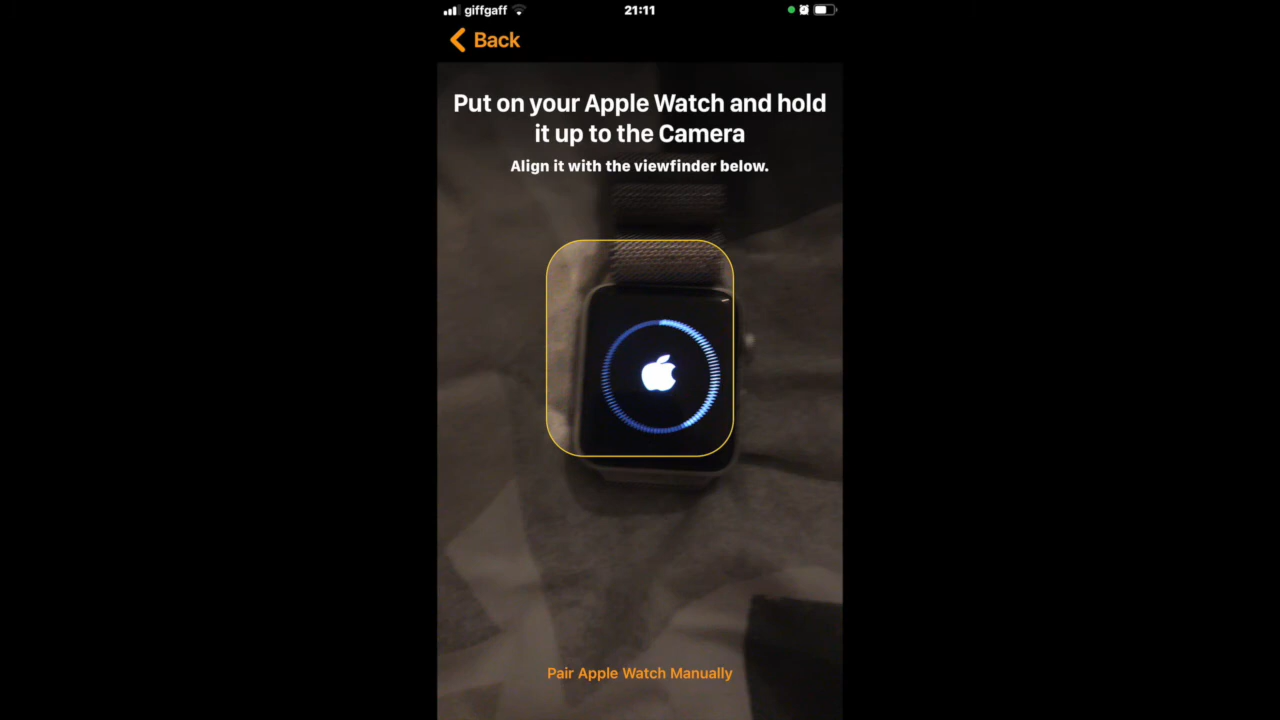 giffgaff
21:11
Back
Put on your Apple Watch and hold
it up to the Camera
Align it with the viewfinder below.
Pair Apple Watch Manually